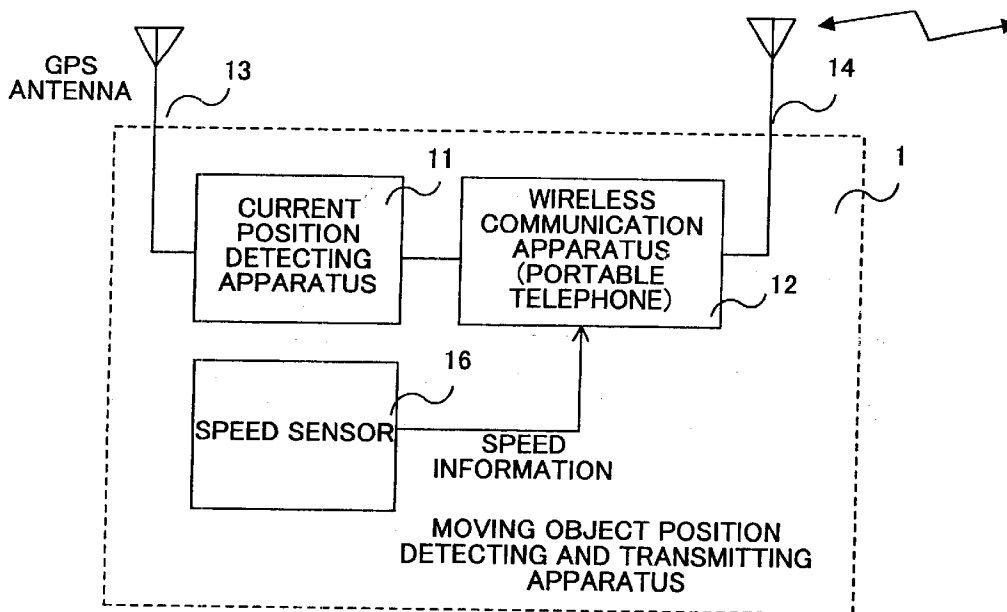 GPS
ANTENNA
13
14
11
1
CURRENT
POSITION
DETECTING
APPARATUS
WIRELESS
COMMUNICATION
APPARATUS
(PORTABLE
TELEPHONE)
12
16
SPEED SENSOR
SPEED
INFORMATION
MOVING OBJECT POSITION
DETECTING AND TRANSMITTING
APPARATUS